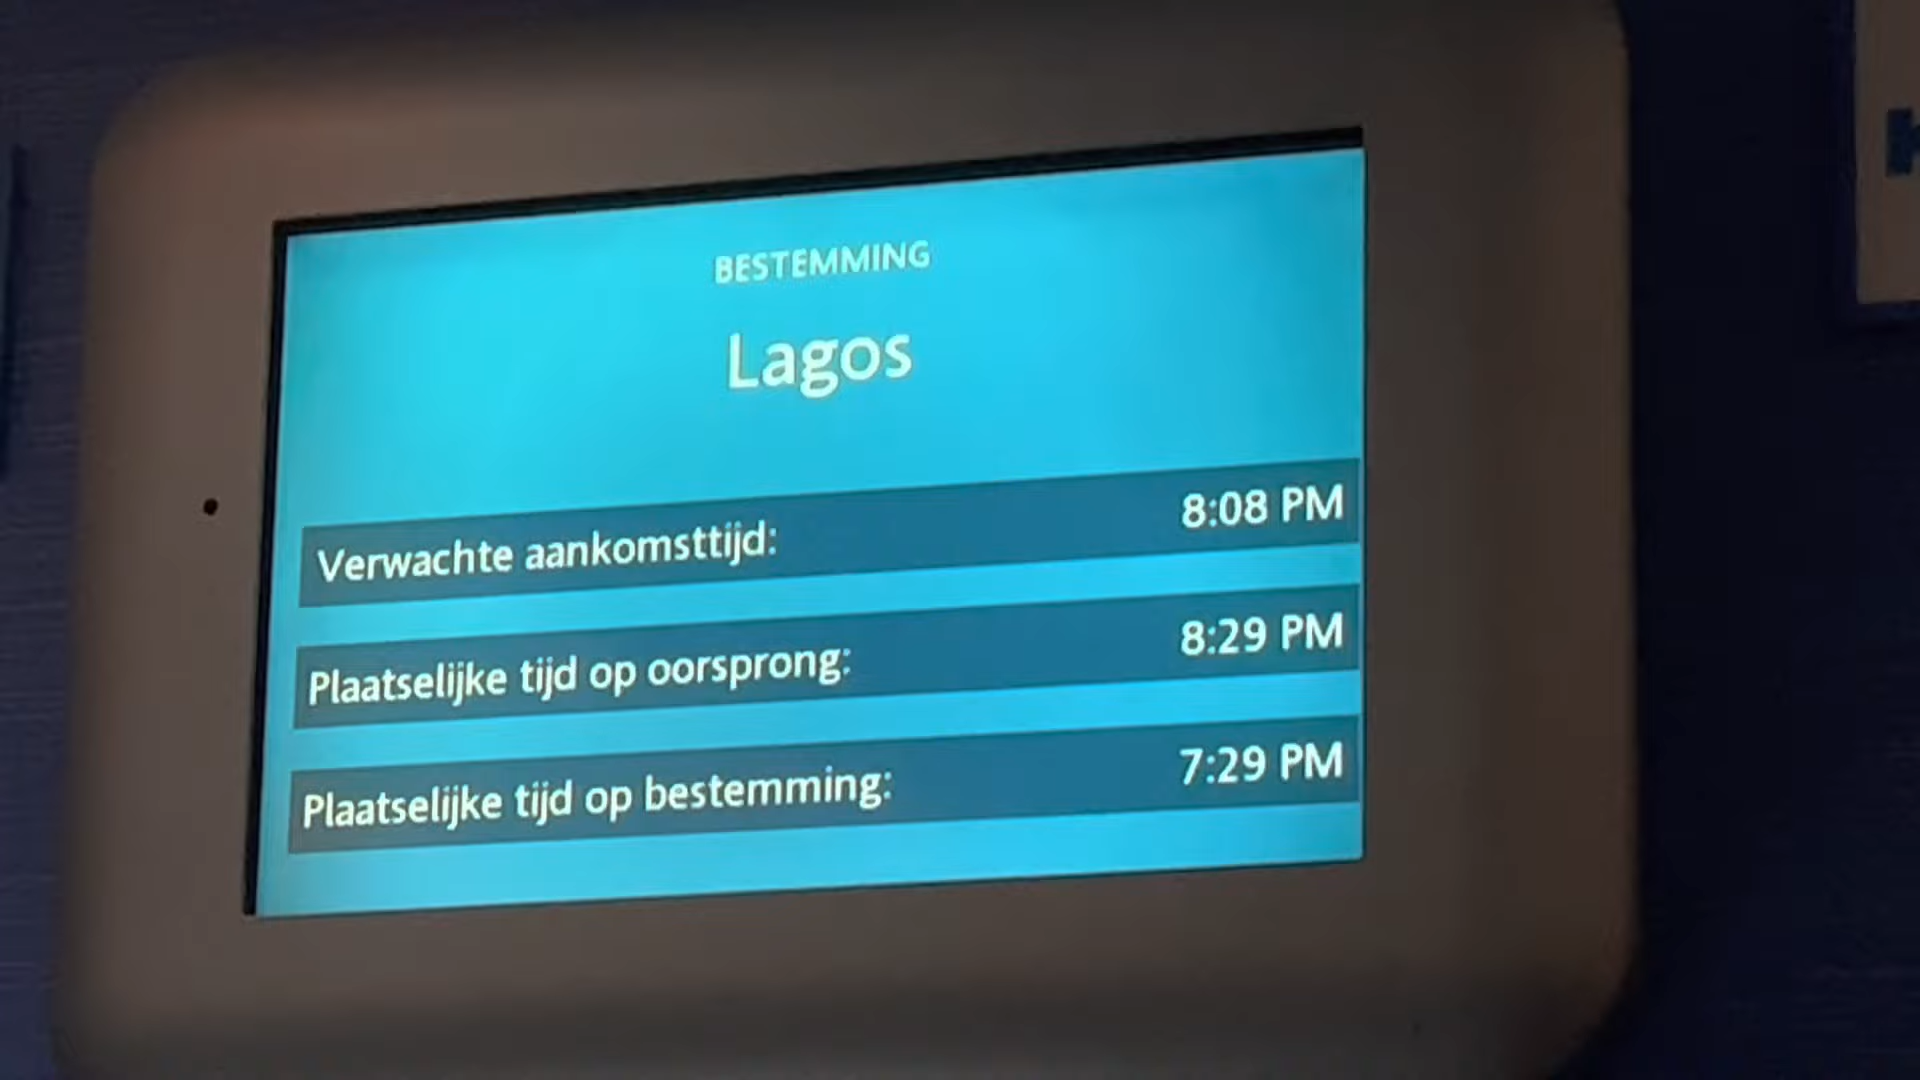 BESTEMMING
Lagos
Verwachte aankomsttijd: 8:08 PM
Plaatselijke tijd op oorsprong: 8:29 PM
Plaatselijke tijd op bestemming: 7:29 PM